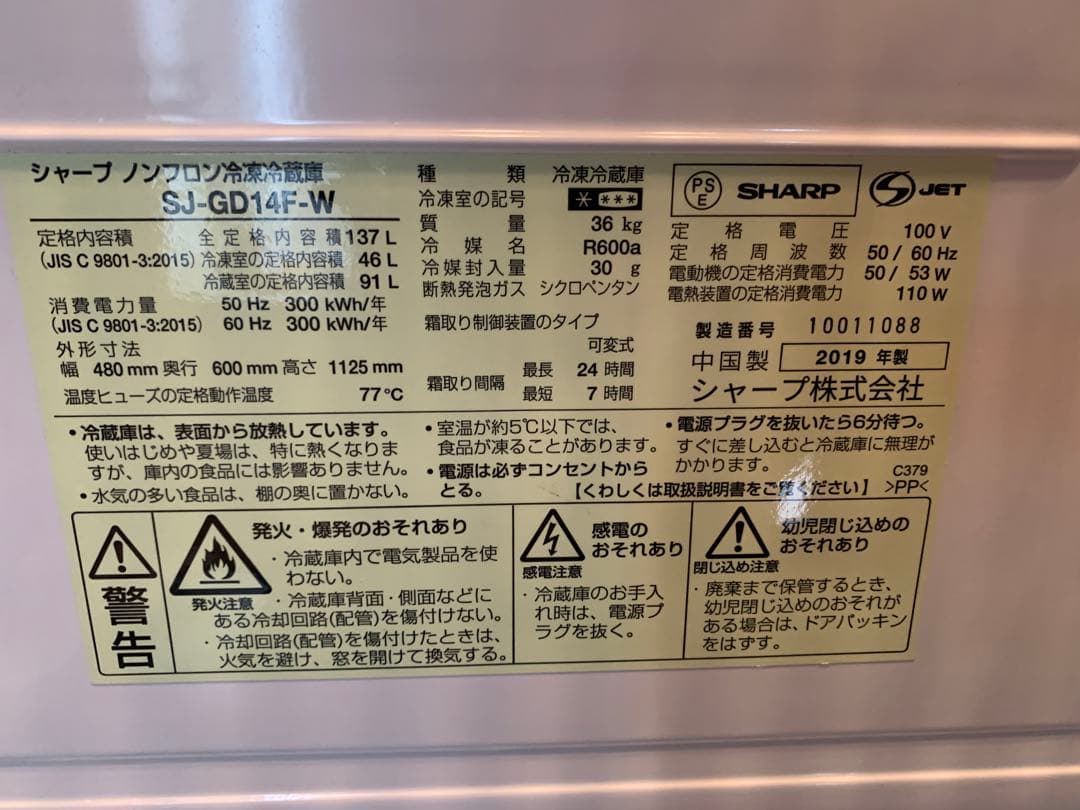 シャープ ノンフロン冷凍冷蔵庫
SJ-GD14F-W
定格内容積 全定格内容積 137 L
(JIS C 9801-3:2015) 冷凍室の定格内容積 46 L
冷蔵室の定格内容積 91 L
消費電力量 50 Hz 300 kWh/年
(JIS C 9801-3:2015) 60 Hz 300 kWh/年
外形寸法
幅 480 mm 奥行 600 mm 高さ 1125 mm
温度ヒューズの定格動作温度 77℃
種類 冷凍冷蔵庫
冷凍室の記号 * ***
質量 36 kg
冷媒名 R600a
冷媒封入量 30 g
断熱発泡ガス シクロペンタン
霜取り制御装置のタイプ
可変式
霜取り間隔 最長 24 時間
最短 7 時間
PSE SHARP S JET
定格電圧 100 V
定格周波数 50 / 60 Hz
電動機の定格消費電力 50 / 53 W
電熱装置の定格消費電力 110 W
製造番号 10011088
中国製 2019 年製
シャープ株式会社
・冷蔵庫は、表面から放熱しています。
使いはじめや夏場は、特に熱くなりま
すが、庫内の食品には影響ありません。
・水気の多い食品は、棚の奥に置かない。
・室温が約5℃以下では、
食品が凍ることがあります。
・電源は必ずコンセントから
とる。
・電源プラグを抜いたら6分待つ。
すぐに差し込むと冷蔵庫に無理が
かかります。
C379
【くわしくは取扱説明書をご覧ください】 >PP<
警告
発火注意
発火・爆発のおそれあり
・冷蔵庫内で電気製品を使
わない。
・冷蔵庫背面・側面などに
ある冷却回路(配管)を傷付けない。
・冷却回路(配管)を傷付けたときは、
火気を避け、窓を開けて換気する。
感電注意
感電の
おそれあり
・冷蔵庫のお手入
れ時は、電源プ
ラグを抜く。
閉じ込め注意
幼児閉じ込めの
おそれあり
・廃棄まで保管するとき、
幼児閉じ込めのおそれが
ある場合は、ドアパッキン
をはずす。